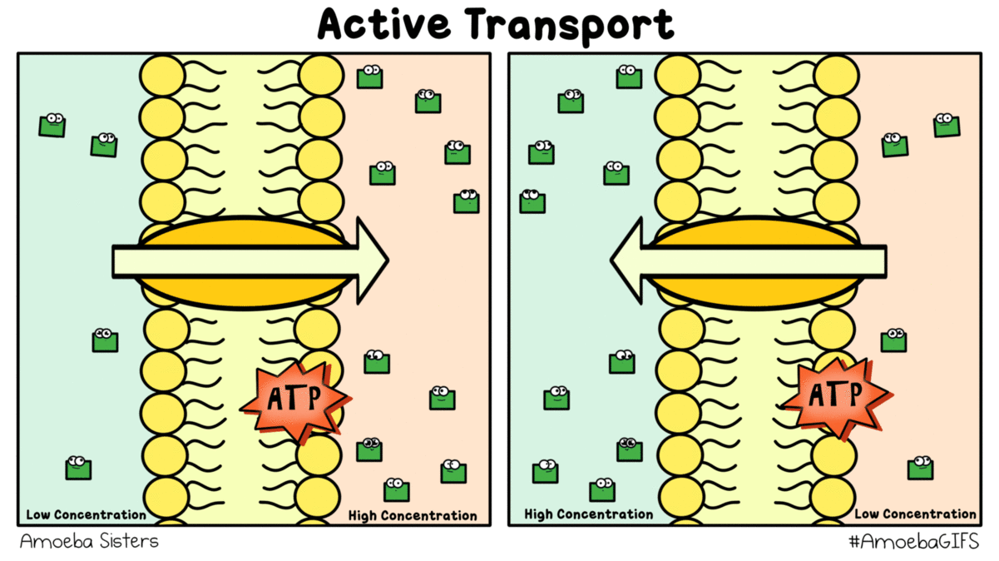 Active Transport
ATP
Low Concentration
High Concentration
ATP
High Concentration
Low Concentration
Amoeba Sisters
#AmoebaGIFS